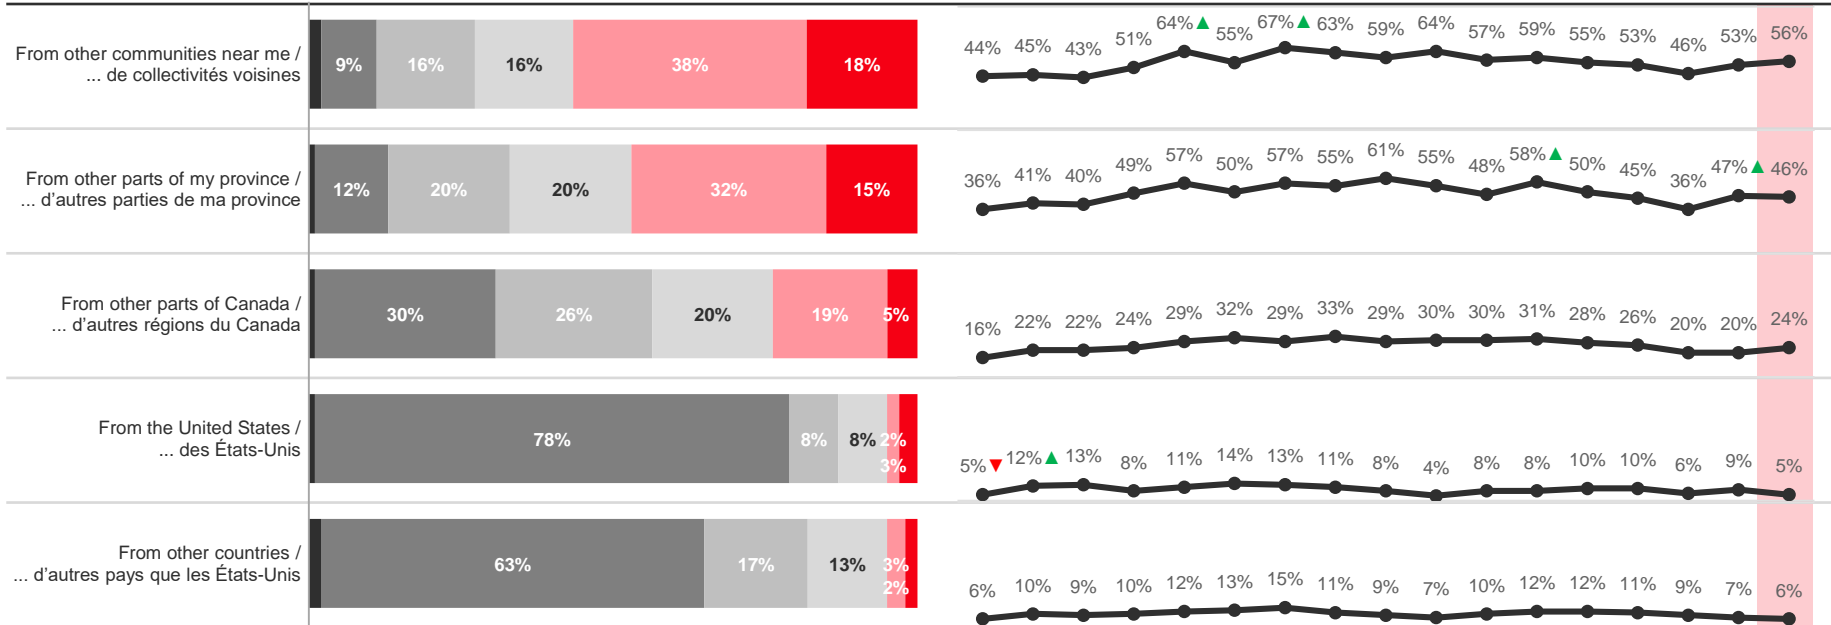 From other communities near me /
... de collectivités voisines
9% 16% 16% 38% 18%
44% 45% 43% 51% 64% ▲ 55% 67% ▲ 63% 59% 64% 57% 59% 55% 53% 46% 53% 56%
From other parts of my province /
... d'autres parties de ma province
12% 20% 20% 32% 15%
36% 41% 40% 49% 57% 50% 57% 55% 61% 55% 48% 58% ▲ 50% 45% 36% 47% ▲ 46%
From other parts of Canada /
... d'autres régions du Canada
30% 26% 20% 19% 5%
16% 22% 22% 24% 29% 32% 29% 33% 29% 30% 30% 31% 28% 26% 20% 20% 24%
From the United States /
... des États-Unis
78% 8% 8% 2%
3%
5% ▼ 12% ▲ 13% 8% 11% 14% 13% 11% 8% 4% 8% 8% 10% 10% 6% 9% 5%
From other countries /
... d'autres pays que les États-Unis
63% 17% 13% 3%
2%
6% 10% 9% 10% 12% 13% 15% 11% 9% 7% 10% 12% 12% 11% 9% 7% 6%